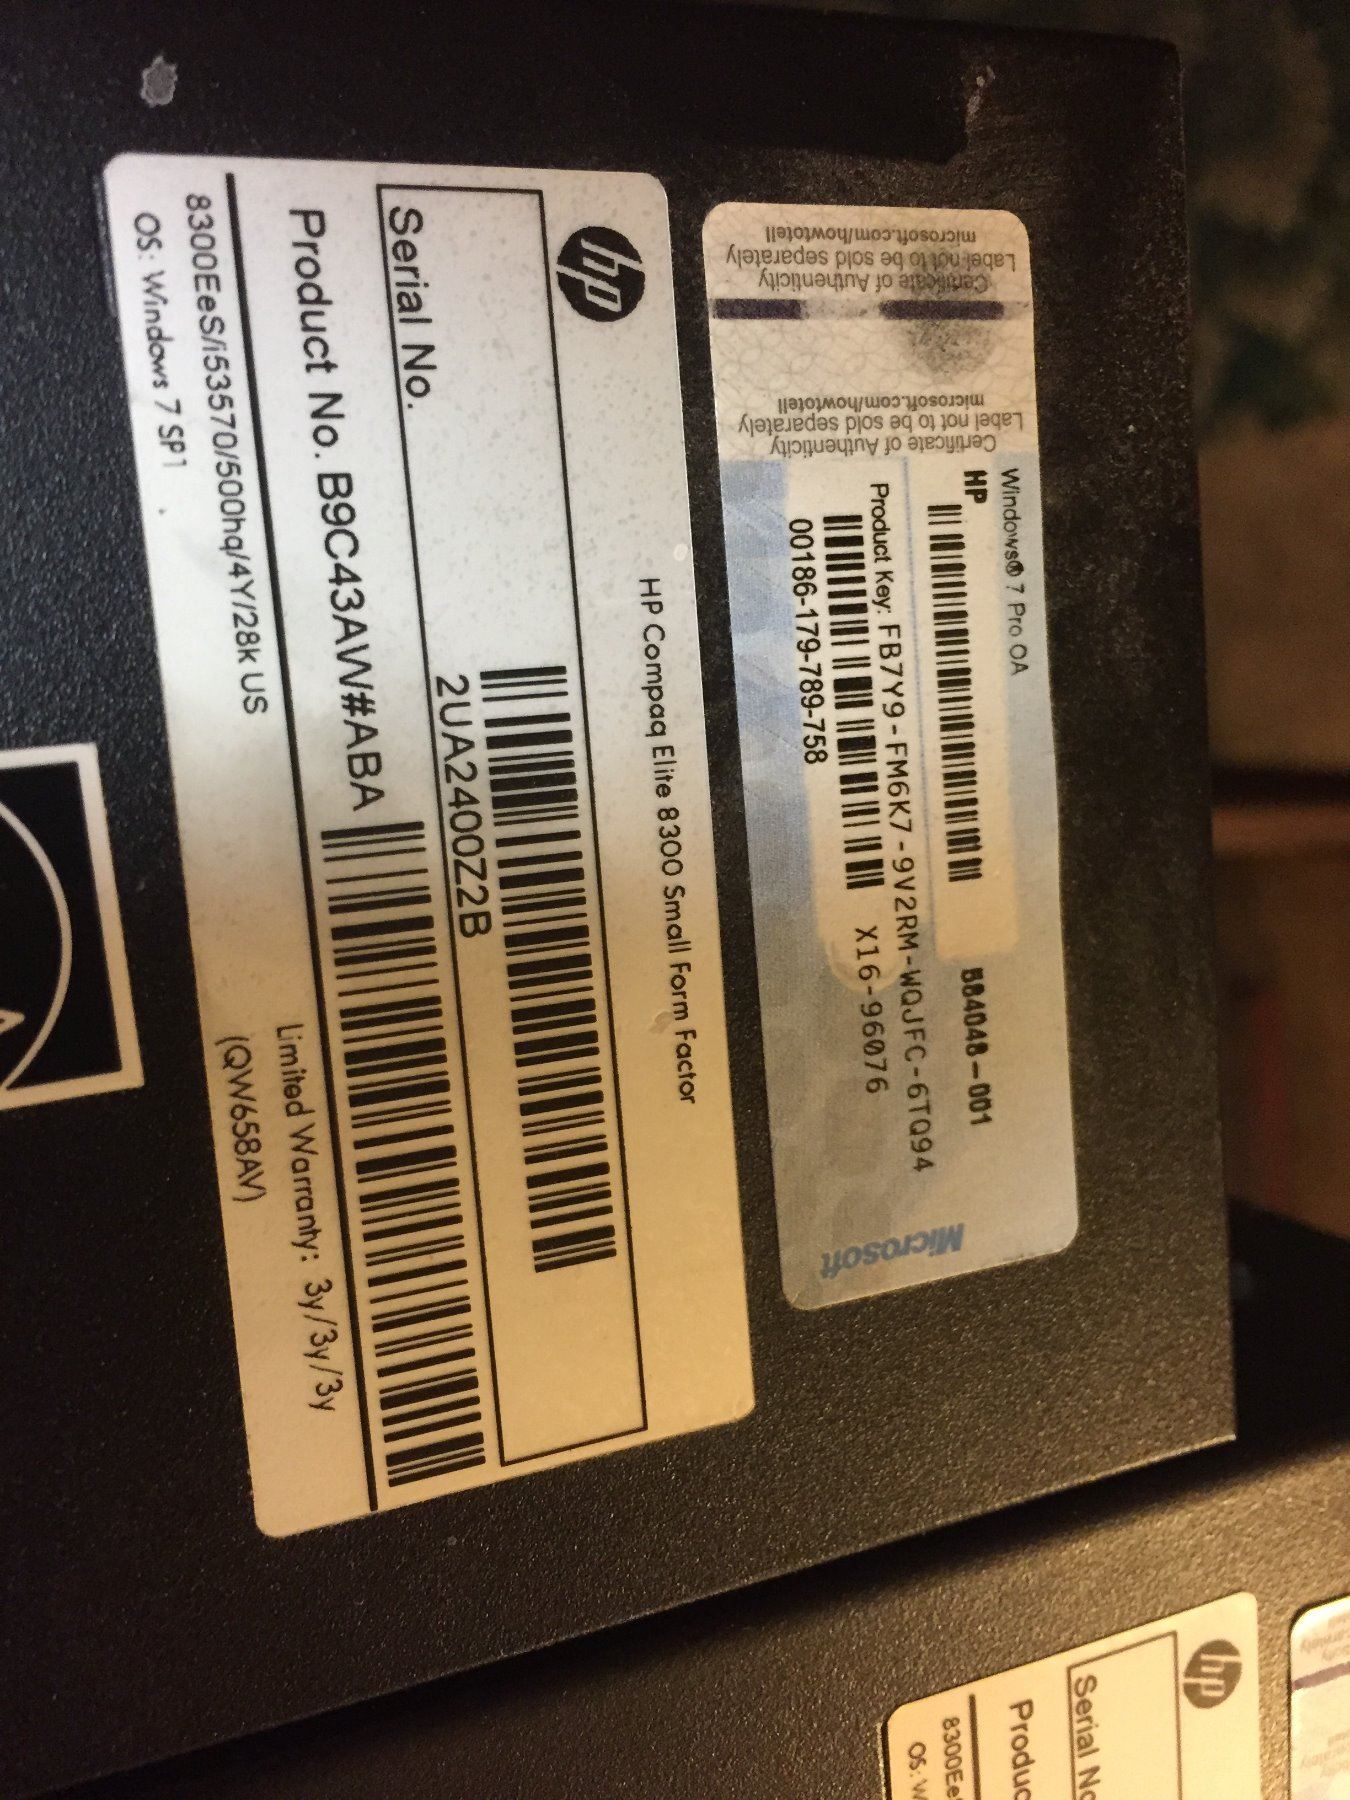 Windows® 7 Pro OA
HP 584048-001
Product Key: FB7Y9-FM6K7-9V2RM-WQJFC-6TQ94
X16-96076
00186-179-789-758
Certificate of Authenticity
Label not to be sold separately
microsoft.com/howtotell
Certificate of Authenticity
Label not to be sold separately
microsoft.com/howtotell
Microsoft
hp
HP Compaq Elite 8300 Small Form Factor
Serial No.
2UA2400Z2B
Product No. B9C43AW#ABA
8300EeS/i53570/500hq/4Y/28k US
Limited Warranty: 3y/3y/3y
OS: Windows 7 SP1
(QW658AV)
hp
Serial No
Produc
8300Ee
OS: W